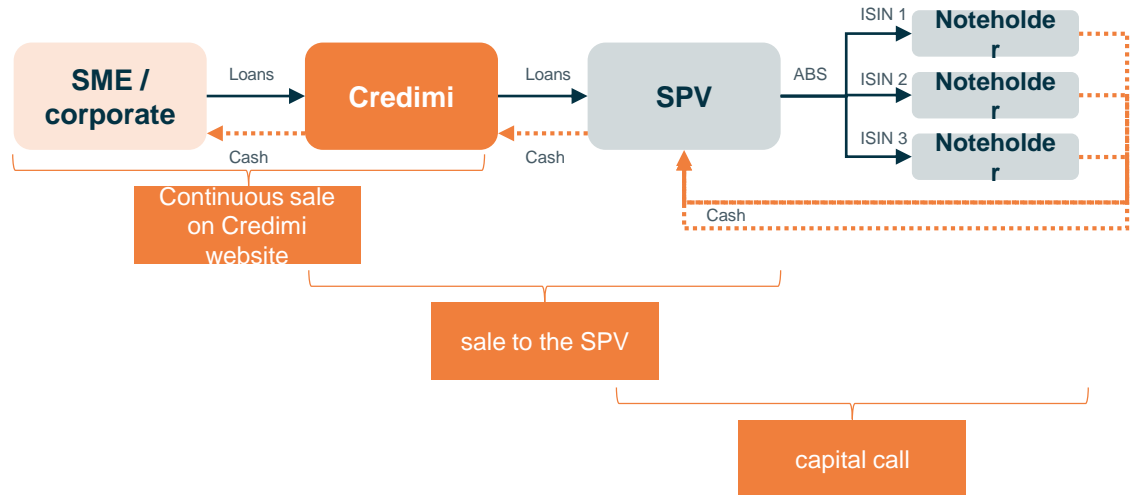 ISIN 1
Noteholde
r
SME /
corporate
Loans
Credimi
Loans
SPV
ABS
ISIN 2
Noteholde
r
ISIN 3
Noteholde
r
Cash
Cash
Cash
Continuous sale
on Credimi
website
sale to the SPV
capital call